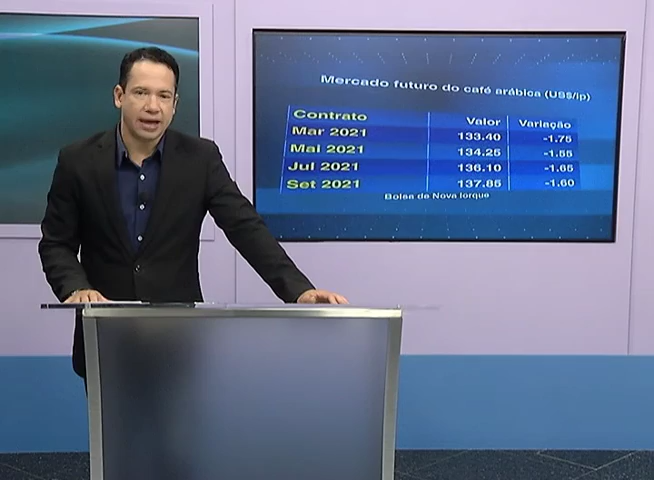 Mercado futuro do café arábica (US$/lp)
Contrato Valor Variação
Mar 2021 133.40 -1.75
Mai 2021 134.25 -1.55
Jul 2021 136.10 -1.65
Set 2021 137.85 -1.60
Bolsa de Nova Iorque